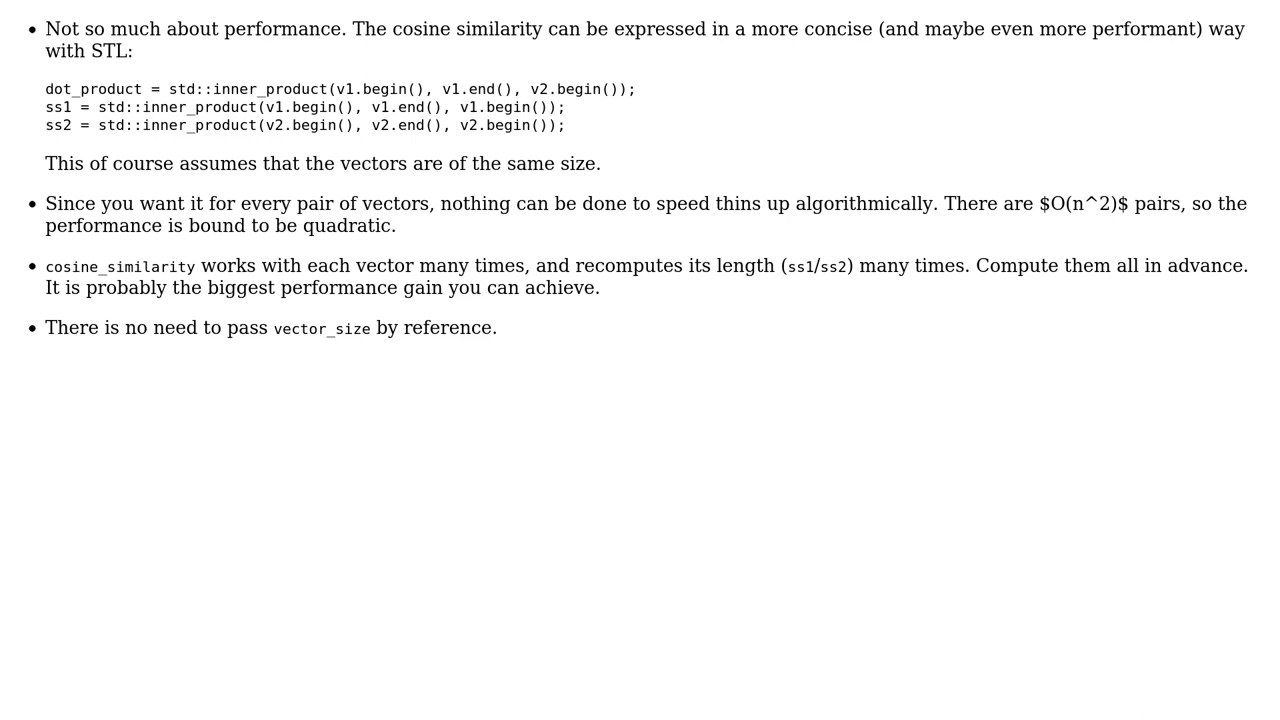 • Not so much about performance. The cosine similarity can be expressed in a more concise (and maybe even more performant) way
with STL:
dot_product = std::inner_product(v1.begin(), v1.end(), v2.begin());
ss1 = std::inner_product(v1.begin(), v1.end(), v1.begin());
ss2 = std::inner_product(v2.begin(), v2.end(), v2.begin());
This of course assumes that the vectors are of the same size.
• Since you want it for every pair of vectors, nothing can be done to speed thins up algorithmically. There are $O(n^2)$ pairs, so the
performance is bound to be quadratic.
• cosine_similarity works with each vector many times, and recomputes its length (ss1/ss2) many times. Compute them all in advance.
It is probably the biggest performance gain you can achieve.
• There is no need to pass vector_size by reference.